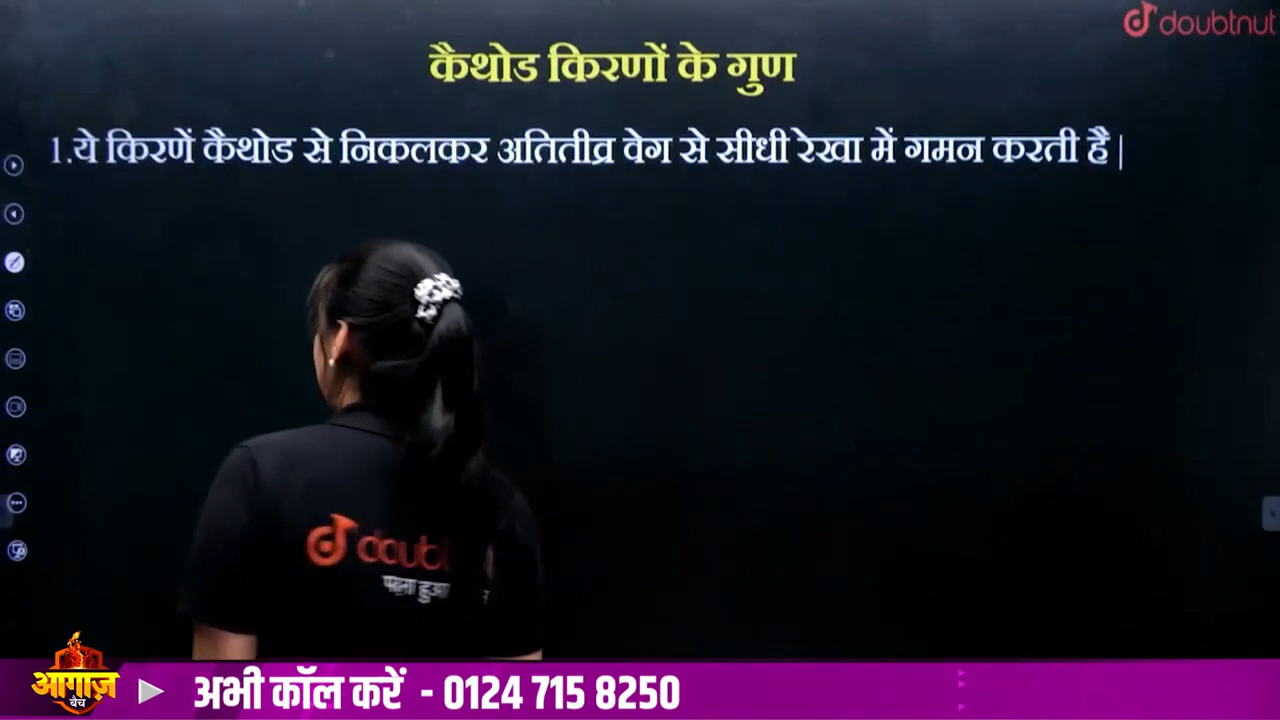 doubtnut
कैथोड किरणों के गुण
1.ये किरणें कैथोड से निकलकर अतितीव्र वेग से सीधी रेखा में गमन करती है|
हुआ
आगाज़
बैच
अभी कॉल करें - 0124 715 8250